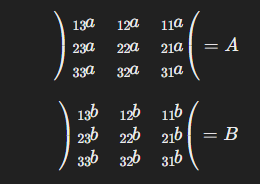 ₁₃a ₁₂a ₁₁a
) ₂₃a ₂₂a ₂₁a ( = A
₃₃a ₃₂a ₃₁a
₁₃b ₁₂b ₁₁b
) ₂₃b ₂₂b ₂₁b ( = B
₃₃b ₃₂b ₃₁b